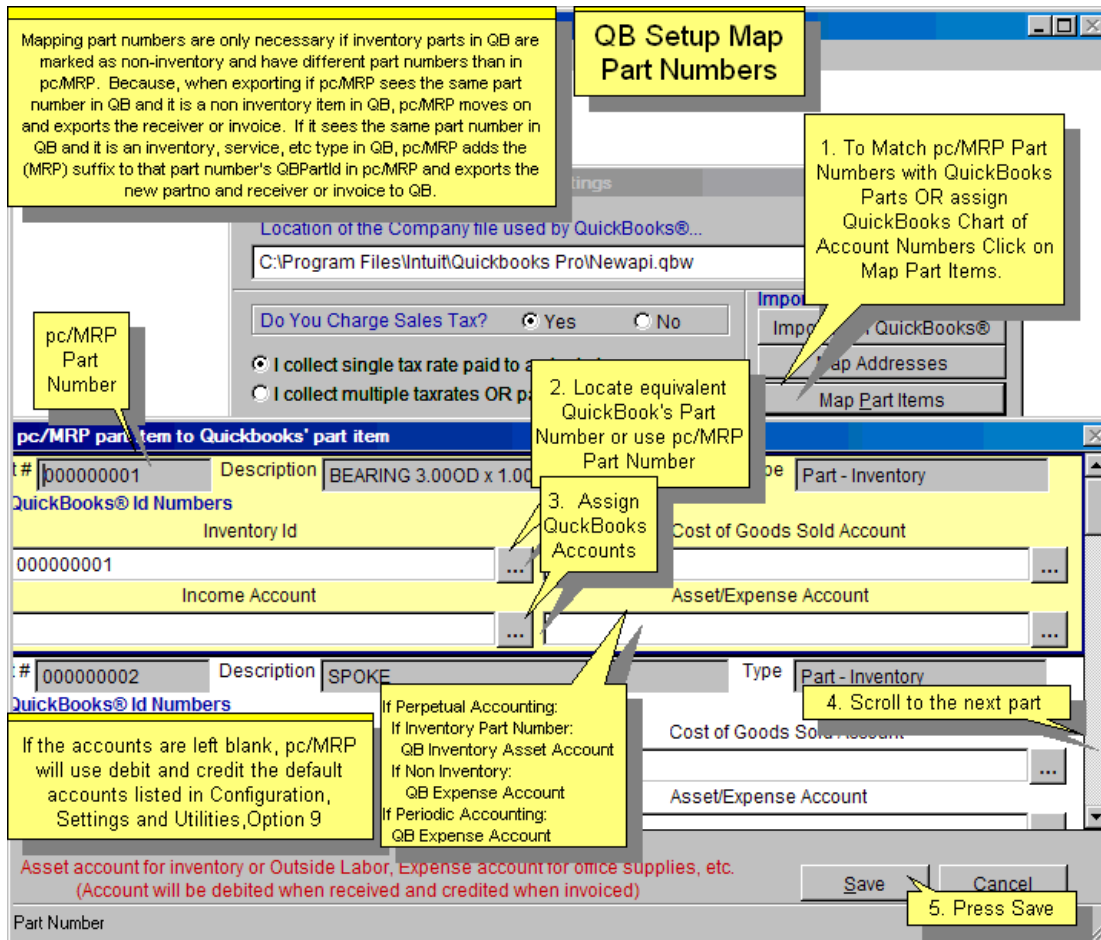 Mapping part numbers are only necessary if inventory parts in QB are
marked as non-inventory and have different part numbers than in
pc/MRP.  Because, when exporting if pc/MRP sees the same part
number in QB and it is a non inventory item in QB, pc/MRP moves on
and exports the receiver or invoice.  If it sees the same part number in
QB and it is an inventory, service, etc type in QB, pc/MRP adds the
(MRP) suffix to that part number's QBPartId in pc/MRP and exports the
new partno and receiver or invoice to QB.
QB Setup Map
Part Numbers
1. To Match pc/MRP Part
Numbers with QuickBooks
Parts OR assign
QuickBooks Chart of
Account Numbers Click on
Map Part Items.
tings
Location of the Company file used by QuickBooks®...
C:\Program Files\Intuit\Quickbooks Pro\Newapi.qbw
Do You Charge Sales Tax?
Yes
No
I collect single tax rate paid to a
I collect multiple taxrates OR pa
Impor
QuickBooks®
Map Addresses
Map Part Items
pc/MRP
Part
Number
2. Locate equivalent
QuickBook's Part
Number or use pc/MRP
Part Number
pc/MRP part item to Quickbooks' part item
t # 000000001
Description BEARING 3.00OD x 1.00
pe Part - Inventory
QuickBooks® Id Numbers
3. Assign
QuckBooks
Accounts
Inventory Id
Cost of Goods Sold Account
000000001
...
...
Income Account
Asset/Expense Account
...
...
t # 000000002
Description SPOKE
Type Part - Inventory
QuickBooks® Id Numbers
4. Scroll to the next part
Cost of Goods Sold Account
...
Asset/Expense Account
...
If the accounts are left blank, pc/MRP
will use debit and credit the default
accounts listed in Configuration,
Settings and Utilities,Option 9
If Perpetual Accounting:
If Inventory Part Number:
QB Inventory Asset Account
If Non Inventory:
QB Expense Account
If Periodic Accounting:
QB Expense Account
Asset account for inventory or Outside Labor, Expense account for office supplies, etc.
(Account will be debited when received and credited when invoiced)
Save
Cancel
5. Press Save
Part Number